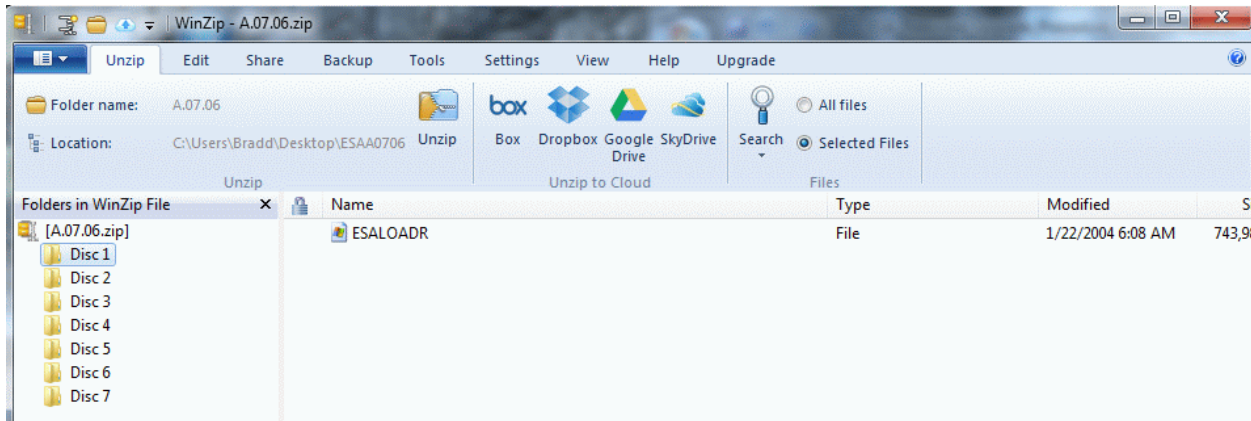 WinZip - A.07.06.zip
Unzip Edit Share Backup Tools Settings View Help Upgrade
Folder name: A.07.06
Location: C:\Users\Bradd\Desktop\ESAA0706
Unzip
Unzip
box
Box Dropbox Google Drive SkyDrive
Unzip to Cloud
Search
All files
Selected Files
Files
Folders in WinZip File
[A.07.06.zip]
Disc 1
Disc 2
Disc 3
Disc 4
Disc 5
Disc 6
Disc 7
Name Type Modified S
ESALOADR File 1/22/2004 6:08 AM 743,98